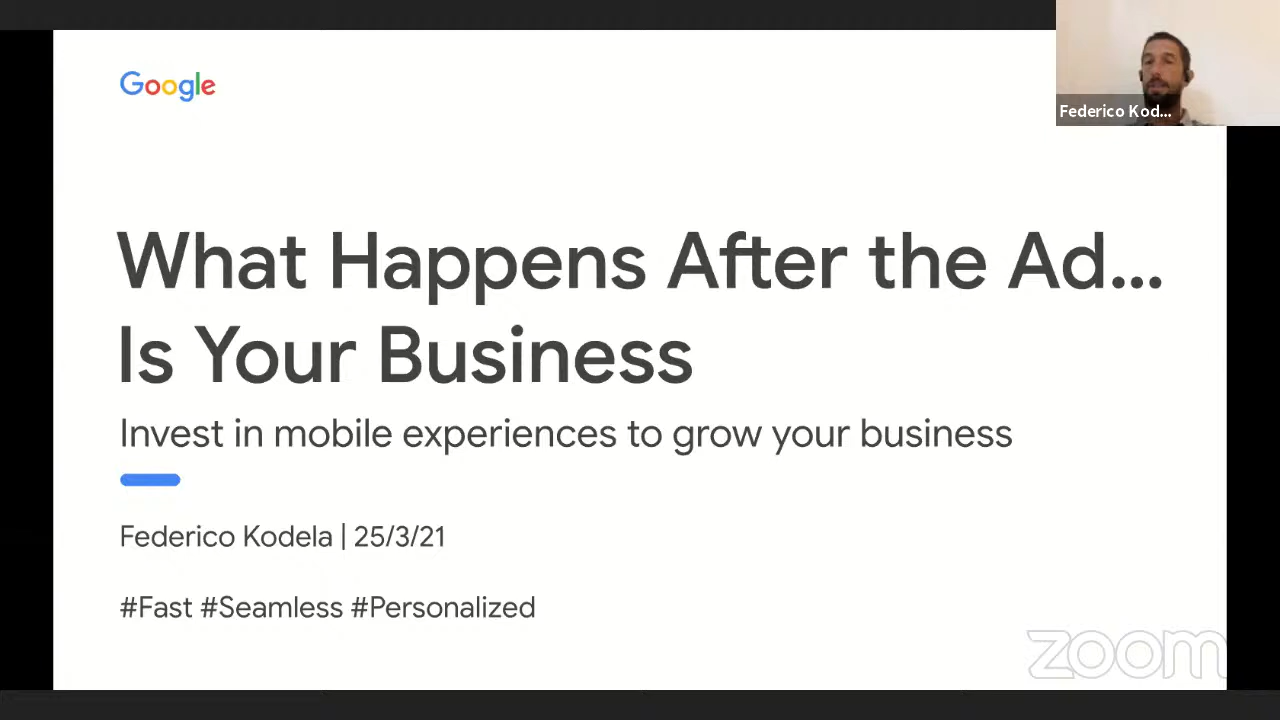 Google
Federico Kod...
What Happens After the Ad...
Is Your Business
Invest in mobile experiences to grow your business
Federico Kodela | 25/3/21
#Fast #Seamless #Personalized
zoom